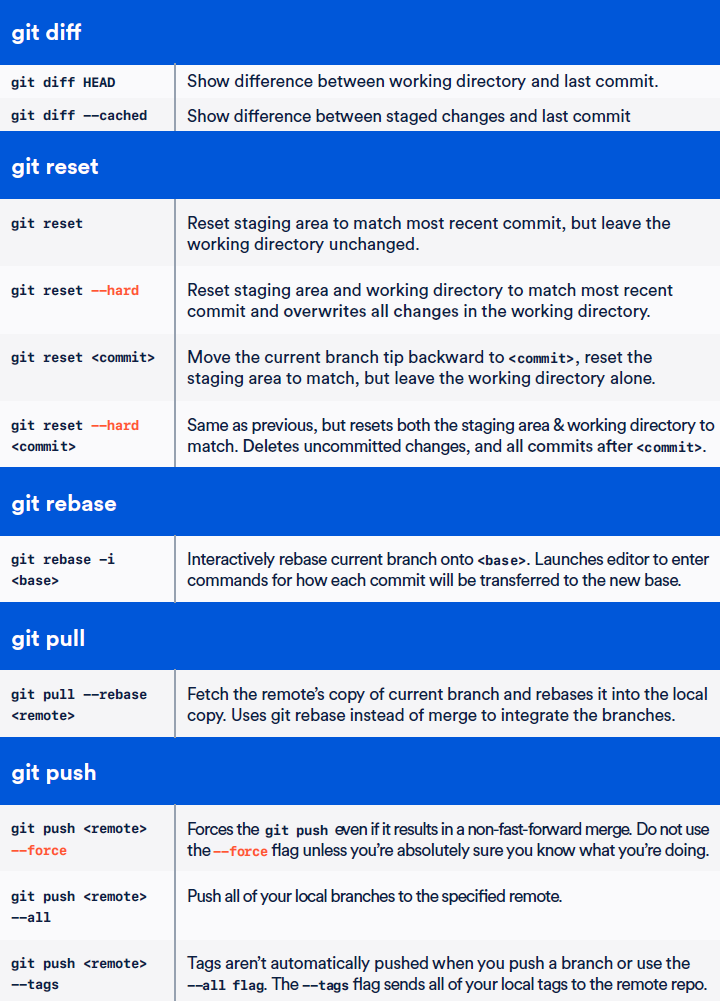 git diff
git diff HEAD
Show difference between working directory and last commit.
git diff --cached
Show difference between staged changes and last commit
git reset
git reset
Reset staging area to match most recent commit, but leave the
working directory unchanged.
git reset --hard
Reset staging area and working directory to match most recent
commit and overwrites all changes in the working directory.
git reset <commit>
Move the current branch tip backward to <commit>, reset the
staging area to match, but leave the working directory alone.
git reset --hard
<commit>
Same as previous, but resets both the staging area & working directory to
match. Deletes uncommitted changes, and all commits after <commit>.
git rebase
git rebase -i
<base>
Interactively rebase current branch onto <base>. Launches editor to enter
commands for how each commit will be transferred to the new base.
git pull
git pull --rebase
<remote>
Fetch the remote’s copy of current branch and rebases it into the local
copy. Uses git rebase instead of merge to integrate the branches.
git push
git push <remote>
--force
Forces the git push even if it results in a non-fast-forward merge. Do not use
the --force flag unless you’re absolutely sure you know what you’re doing.
git push <remote>
--all
Push all of your local branches to the specified remote.
git push <remote>
--tags
Tags aren’t automatically pushed when you push a branch or use the
--all flag. The --tags flag sends all of your local tags to the remote repo.